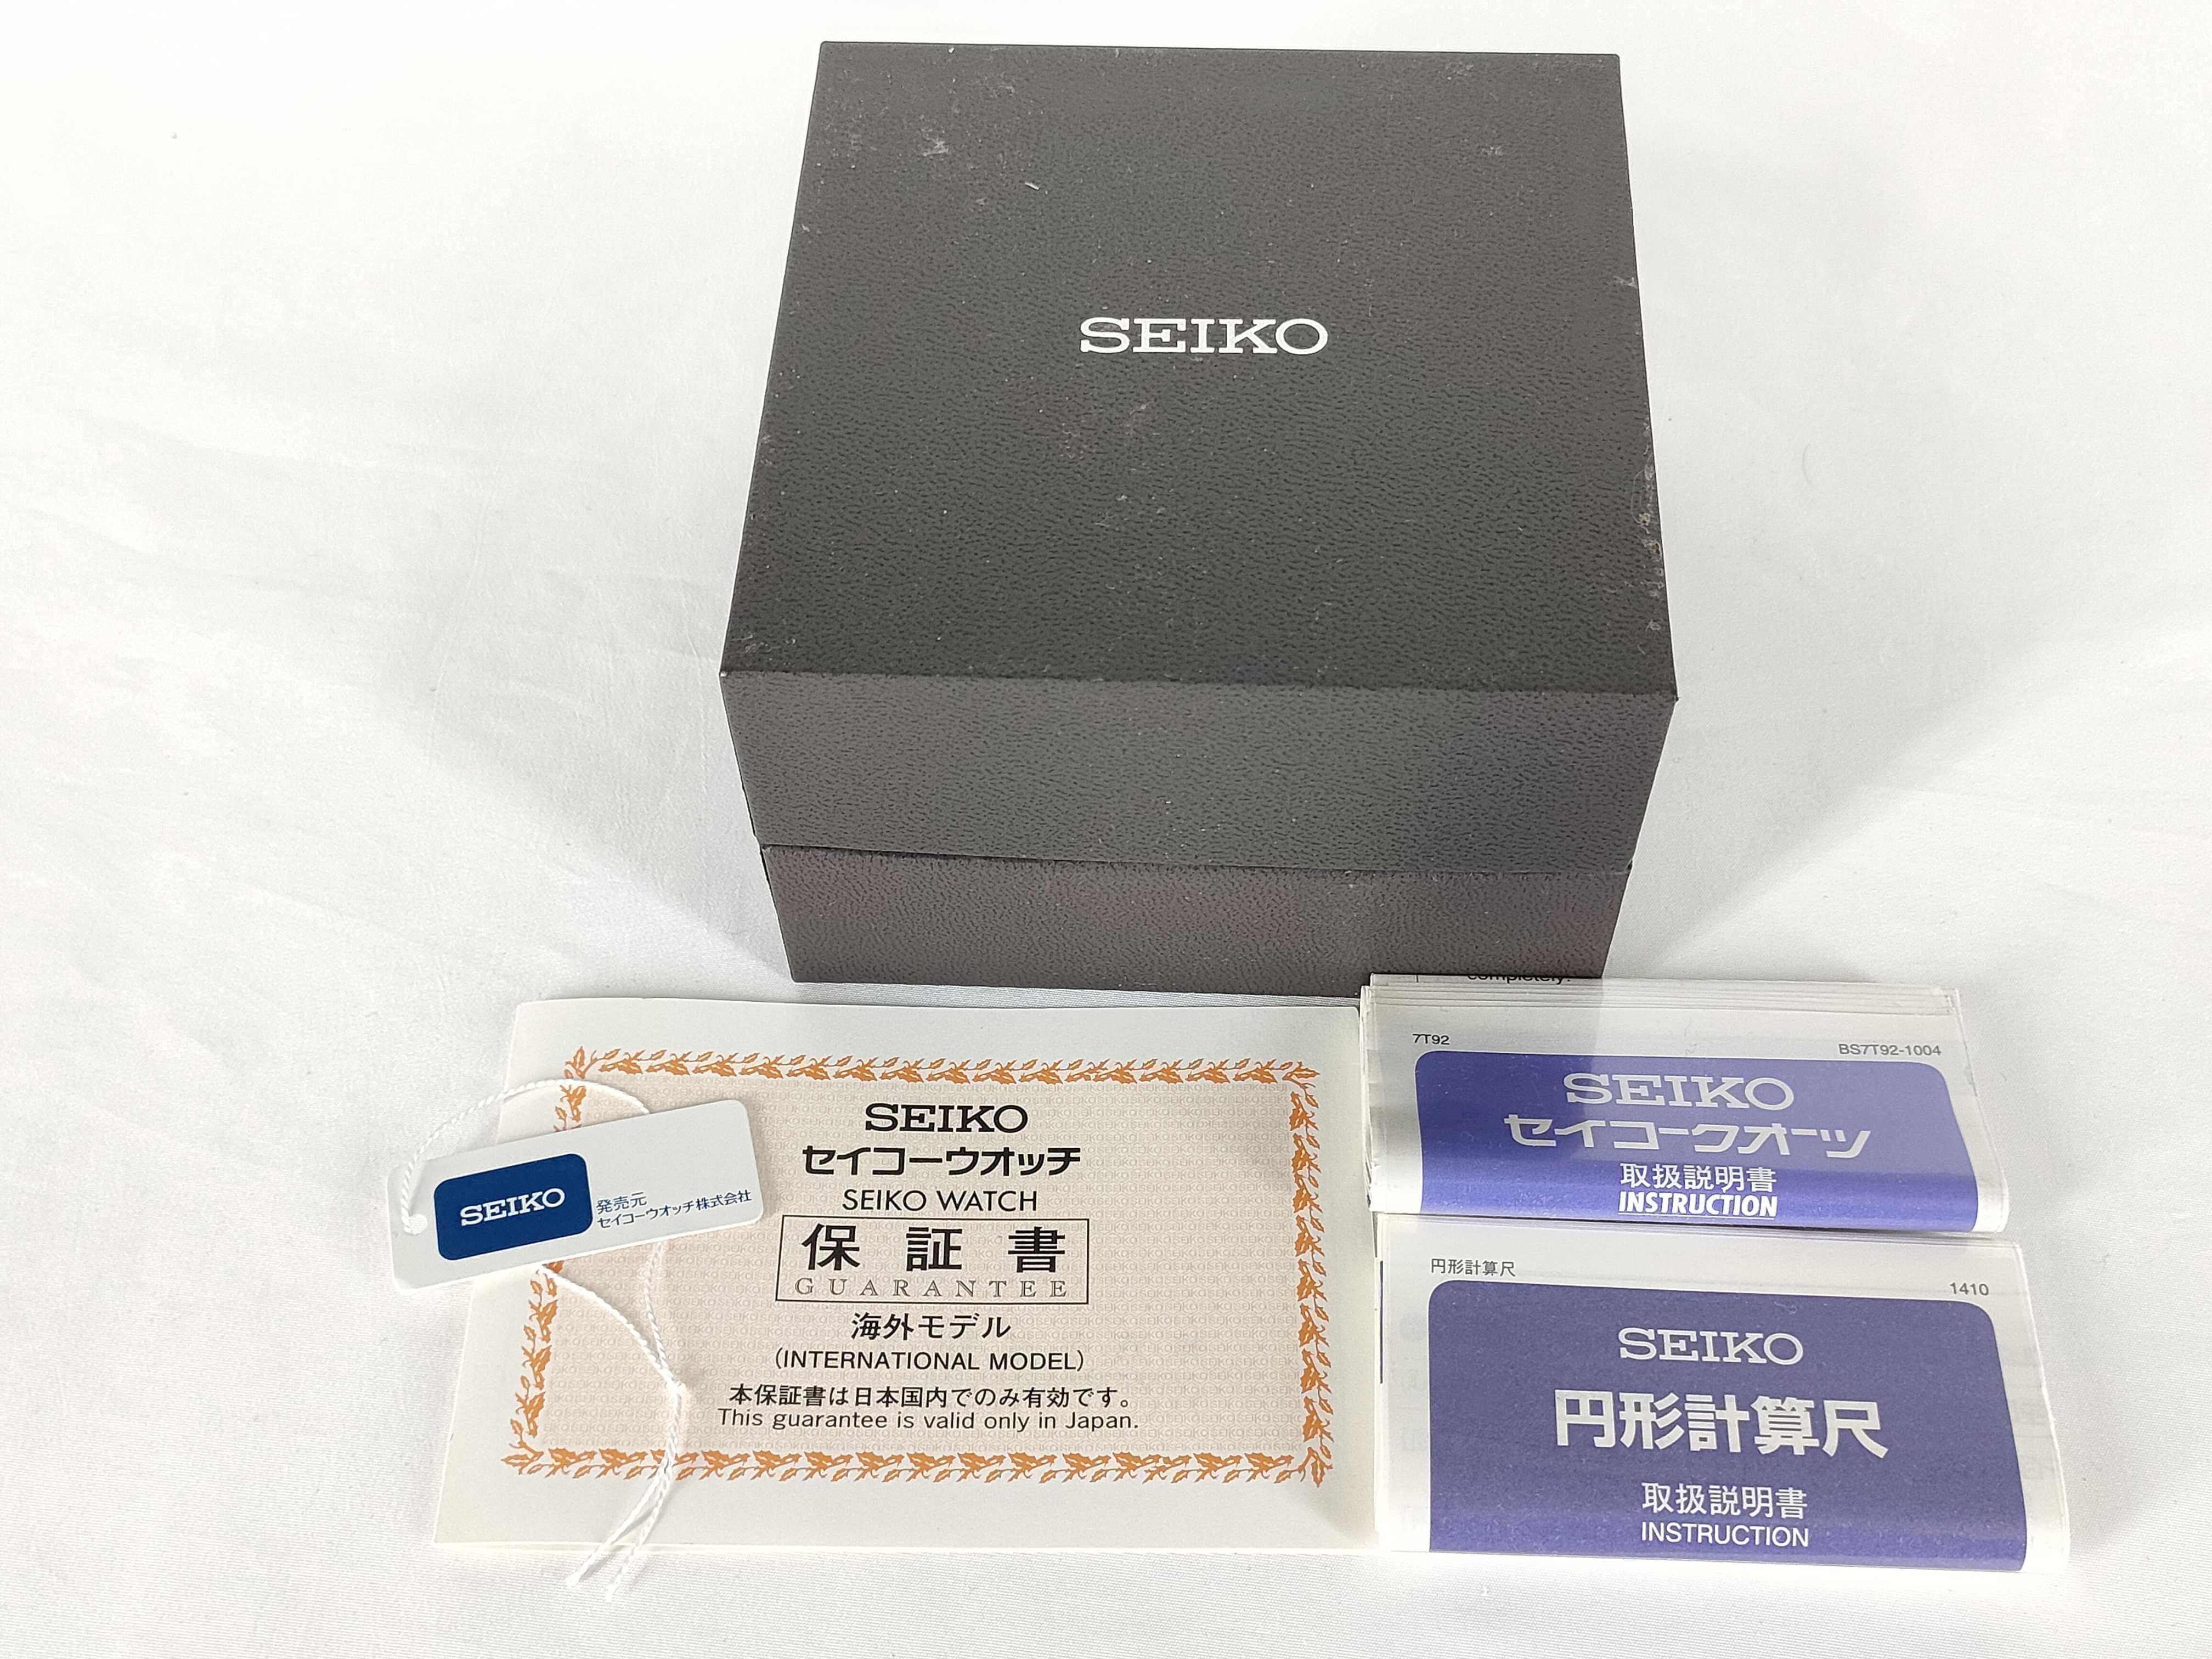 SEIKO
completely.
7T92
BS7T92-1004
SEIKO
セイコークオーツ
取扱説明書
INSTRUCTION
SEIKO
セイコーウオッチ
SEIKO WATCH
保証書
GUARANTEE
海外モデル
(INTERNATIONAL MODEL)
本保証書は日本国内でのみ有効です。
This guarantee is valid only in Japan.
SEIKO
発売元
セイコーウオッチ株式会社
円形計算尺
1410
SEIKO
円形計算尺
取扱説明書
INSTRUCTION